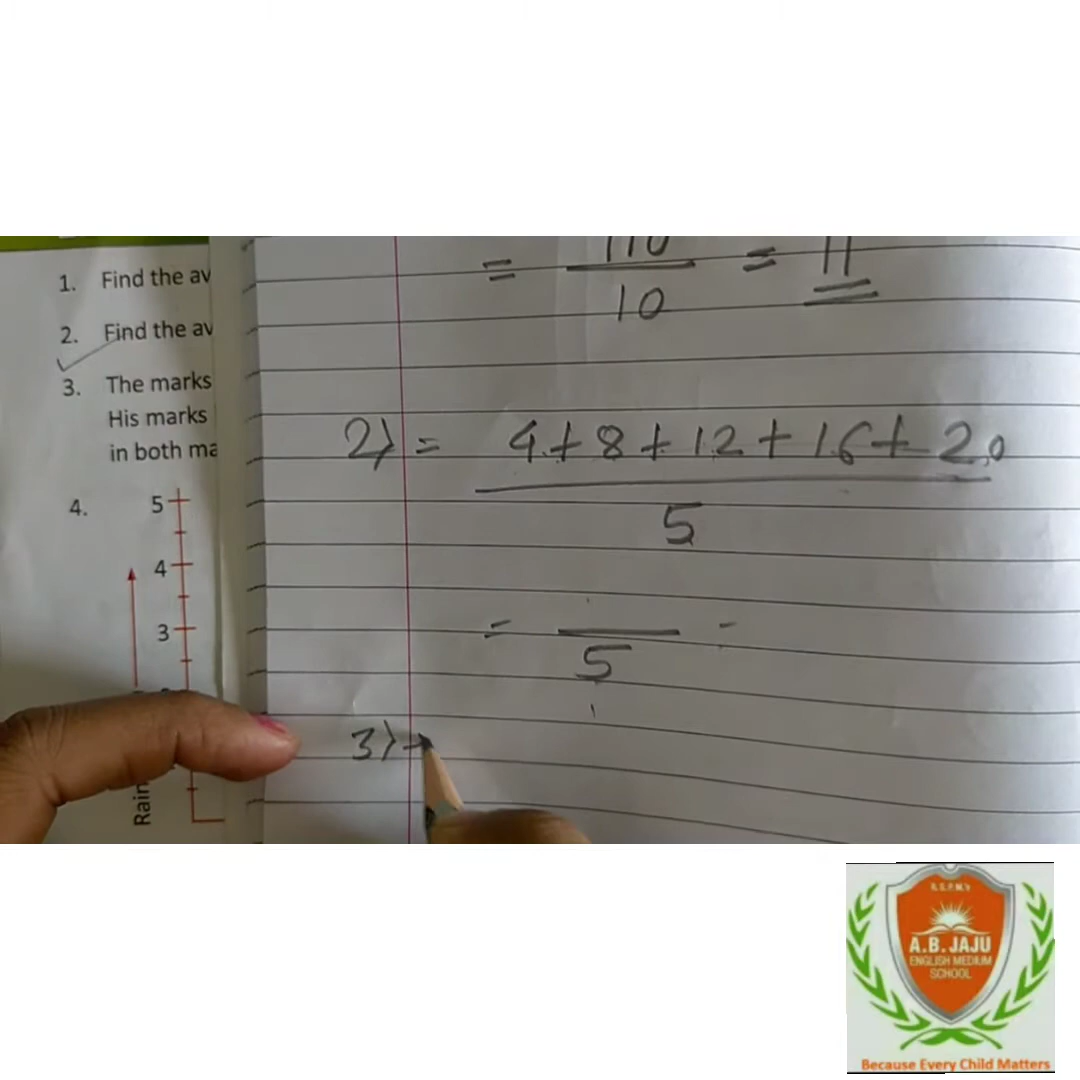 1. Find the av
2. Find the av
3. The marks
His marks
in both ma
4.
5
4
3
Rain
= 110/10 = 11
2) = 4+8+12+16+20
5
= /5 =
3) →
R.S.P.M.'s
A.B. JAJU
ENGLISH MEDIUM
SCHOOL
Because Every Child Matters